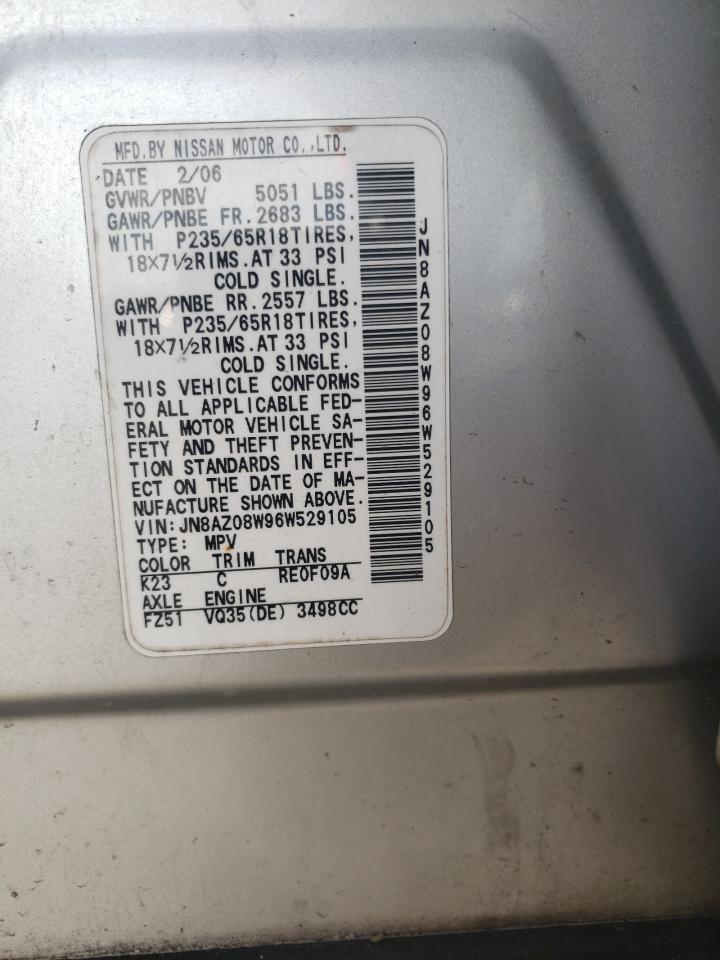 MFD.BY NISSAN MOTOR CO.,LTD.
DATE 2/06
GVWR/PNBV 5051 LBS.
GAWR/PNBE FR.2683 LBS.
WITH P235/65R18TIRES,
18×7½RIMS.AT 33 PSI
COLD SINGLE.
GAWR/PNBE RR.2557 LBS.
WITH P235/65R18TIRES,
18×7½RIMS.AT 33 PSI
COLD SINGLE.
THIS VEHICLE CONFORMS
TO ALL APPLICABLE FED-
ERAL MOTOR VEHICLE SA-
FETY AND THEFT PREVEN-
TION STANDARDS IN EFF-
ECT ON THE DATE OF MA-
NUFACTURE SHOWN ABOVE.
VIN:JN8AZ08W96W529105
TYPE: MPV
COLOR TRIM TRANS
K23 C RE0F09A
AXLE ENGINE
FZ51 VQ35(DE) 3498CC
JN8AZ08W96W529105